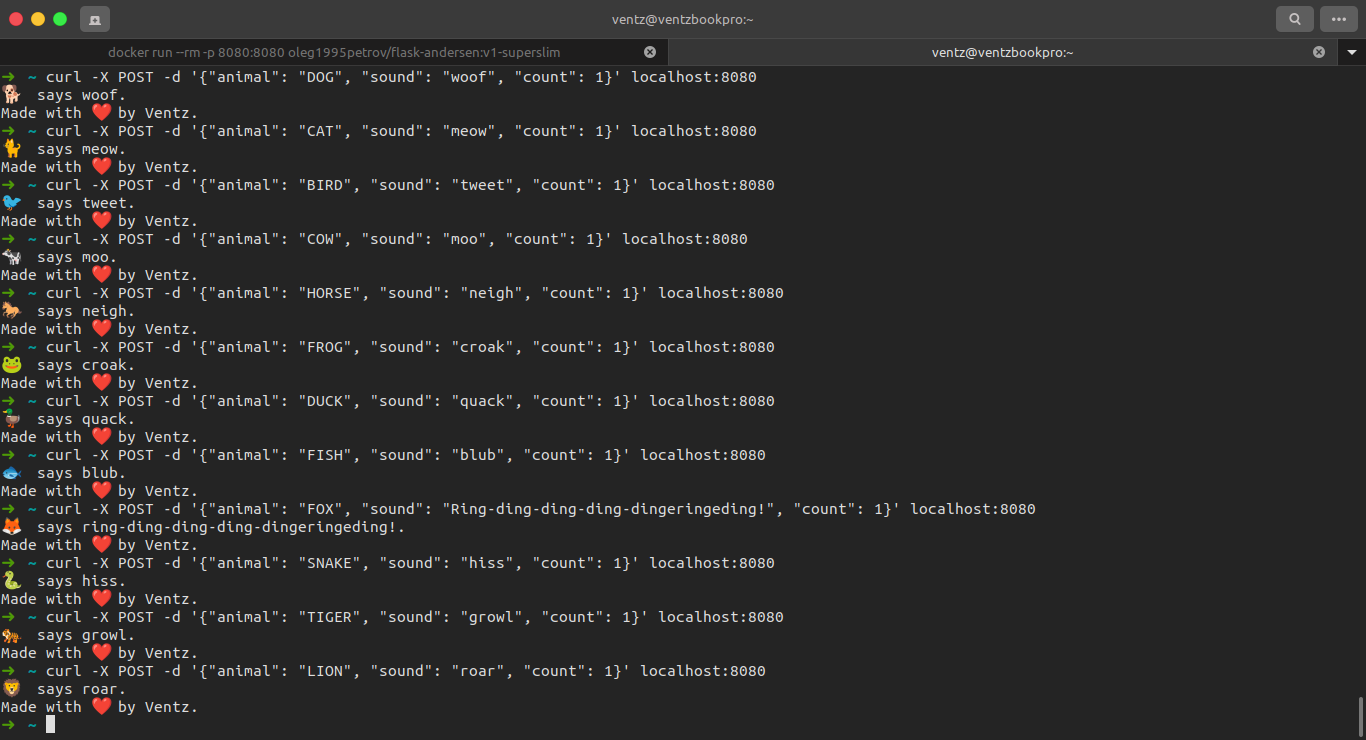 ventz@ventzbookpro:~
docker run --rm -p 8080:8080 oleg1995petrov/flask-andersen:v1-superslim
ventz@ventzbookpro:~
➜ ~ curl -X POST -d '{"animal": "DOG", "sound": "woof", "count": 1}' localhost:8080
🐕 says woof.
Made with ❤️ by Ventz.
➜ ~ curl -X POST -d '{"animal": "CAT", "sound": "meow", "count": 1}' localhost:8080
🐈 says meow.
Made with ❤️ by Ventz.
➜ ~ curl -X POST -d '{"animal": "BIRD", "sound": "tweet", "count": 1}' localhost:8080
🐦 says tweet.
Made with ❤️ by Ventz.
➜ ~ curl -X POST -d '{"animal": "COW", "sound": "moo", "count": 1}' localhost:8080
🐄 says moo.
Made with ❤️ by Ventz.
➜ ~ curl -X POST -d '{"animal": "HORSE", "sound": "neigh", "count": 1}' localhost:8080
🐎 says neigh.
Made with ❤️ by Ventz.
➜ ~ curl -X POST -d '{"animal": "FROG", "sound": "croak", "count": 1}' localhost:8080
🐸 says croak.
Made with ❤️ by Ventz.
➜ ~ curl -X POST -d '{"animal": "DUCK", "sound": "quack", "count": 1}' localhost:8080
🦆 says quack.
Made with ❤️ by Ventz.
➜ ~ curl -X POST -d '{"animal": "FISH", "sound": "blub", "count": 1}' localhost:8080
🐟 says blub.
Made with ❤️ by Ventz.
➜ ~ curl -X POST -d '{"animal": "FOX", "sound": "Ring-ding-ding-ding-dingeringeding!", "count": 1}' localhost:8080
🦊 says ring-ding-ding-ding-dingeringeding!.
Made with ❤️ by Ventz.
➜ ~ curl -X POST -d '{"animal": "SNAKE", "sound": "hiss", "count": 1}' localhost:8080
🐍 says hiss.
Made with ❤️ by Ventz.
➜ ~ curl -X POST -d '{"animal": "TIGER", "sound": "growl", "count": 1}' localhost:8080
🐅 says growl.
Made with ❤️ by Ventz.
➜ ~ curl -X POST -d '{"animal": "LION", "sound": "roar", "count": 1}' localhost:8080
🦁 says roar.
Made with ❤️ by Ventz.
➜ ~